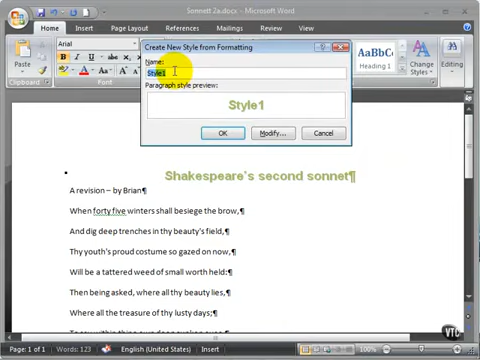 Sonnett 2a.docx - Microsoft Word
Home Insert Page Layout References Mailings Review View
Paste
Clipboard
Arial
AaBbC
Heading 1
Change Styles
Editing
Create New Style from Formatting
Name:
Style1
Paragraph style preview:
Style1
OK Modify... Cancel
Shakespeare's second sonnet¶
A revision – by Brian¶
When forty five winters shall besiege the brow,¶
And dig deep trenches in thy beauty's field,¶
Thy youth's proud costume so gazed on now,¶
Will be a tattered weed of small worth held:¶
Then being asked, where all thy beauty lies,¶
Where all the treasure of thy lusty days;¶
VTC
Page: 1 of 1 Words: 123 English (United States) Insert 100%